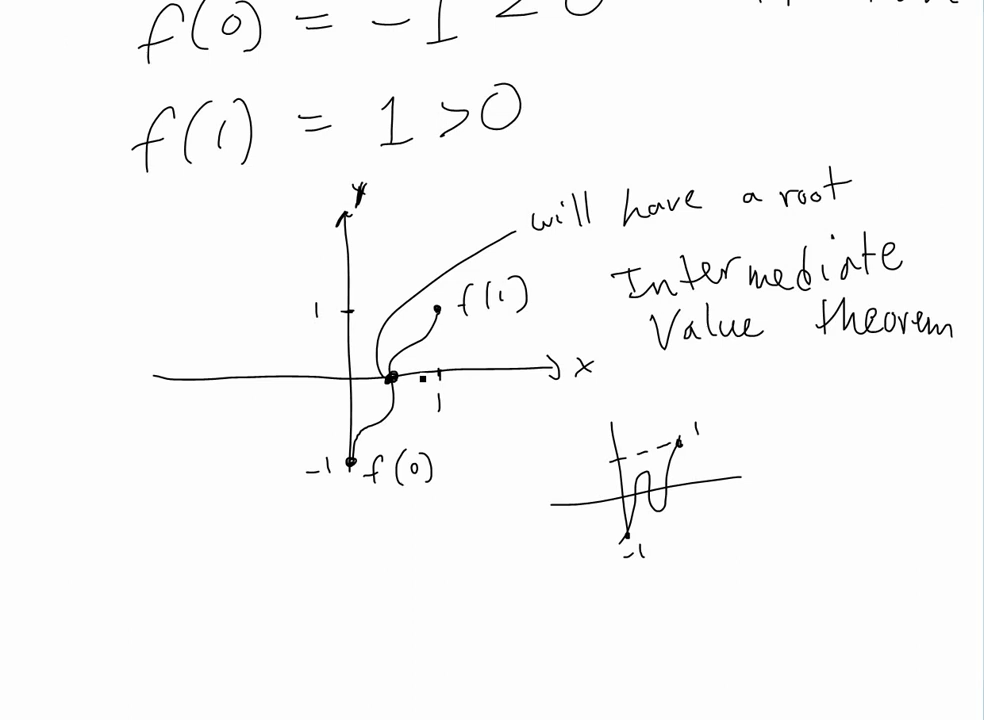 f(0) = -1 < 0
f(1) = 1 > 0
y
will have a root
Intermediate
Value theorem
f(1)
1
x
1
-1
f(0)
1
-1